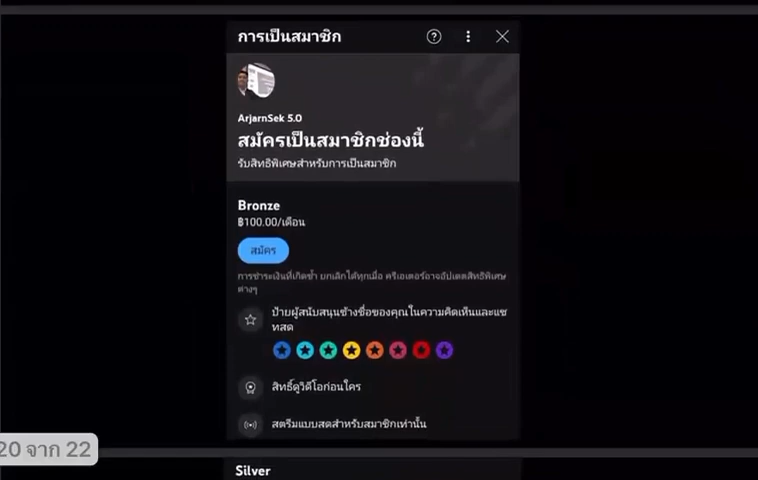 การเป็นสมาชิก
ArjarnSek 5.0
สมัครเป็นสมาชิกช่องนี้
รับสิทธิพิเศษสำหรับการเป็นสมาชิก
Bronze
฿100.00/เดือน
สมัคร
การชำระเงินที่เกิดซ้ำ ยกเลิกได้ทุกเมื่อ ครีเอเตอร์อาจอัปเดตสิทธิพิเศษ
ต่างๆ
ป้ายผู้สนับสนุนข้างชื่อของคุณในความคิดเห็นและแช
ทสด
สิทธิ์ดูวิดีโอก่อนใคร
สตรีมแบบสดสำหรับสมาชิกเท่านั้น
20 จาก 22
Silver